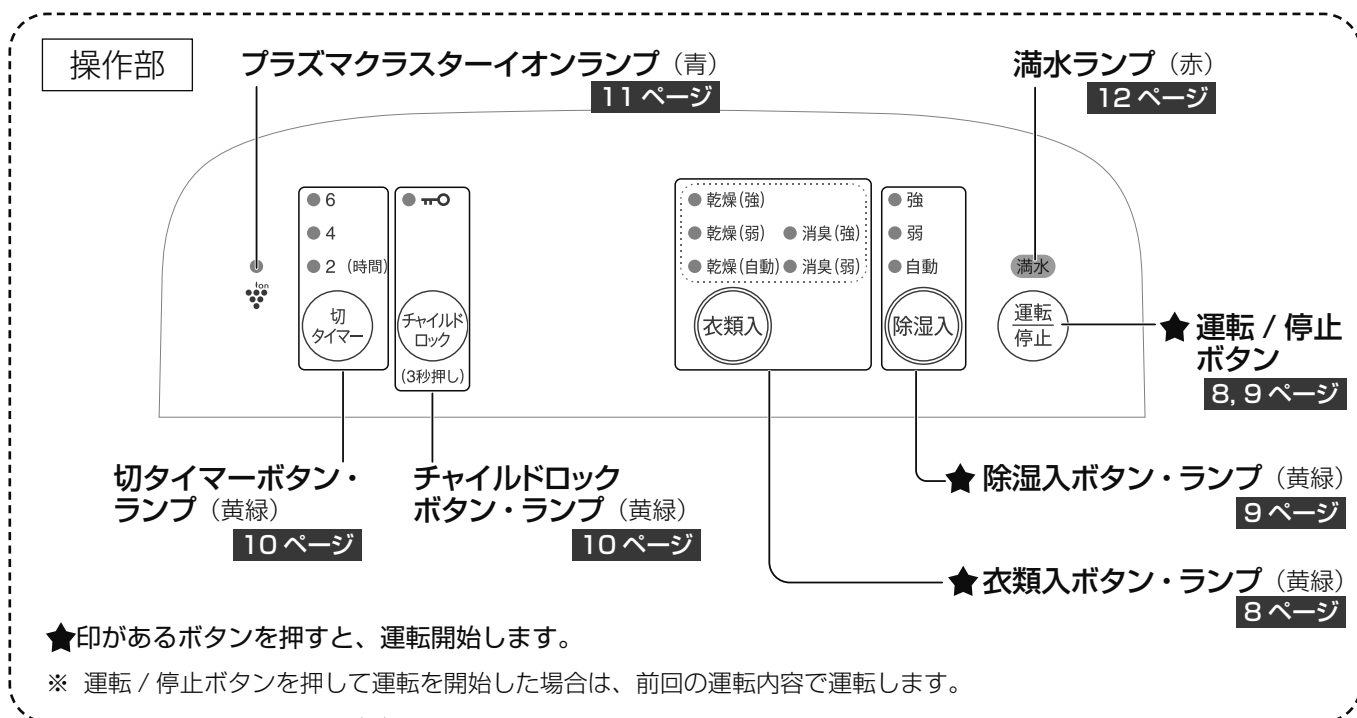 操作部
プラズマクラスターイオンランプ（青）
11 ページ
満水ランプ（赤）
12 ページ
6
4
2 （時間）
切
タイマー
チャイルド
ロック
(3秒押し)
Ion
乾燥(強)
乾燥(弱) 消臭(強)
乾燥(自動) 消臭(弱)
衣類入
強
弱
自動
除湿入
満水
運転
停止
★ 運転 / 停止
ボタン
8, 9 ページ
切タイマーボタン・
ランプ（黄緑）
10 ページ
チャイルドロック
ボタン・ランプ（黄緑）
10 ページ
★ 除湿入ボタン・ランプ（黄緑）
9 ページ
★ 衣類入ボタン・ランプ（黄緑）
8 ページ
★印があるボタンを押すと、運転開始します。
※ 運転 / 停止ボタンを押して運転を開始した場合は、前回の運転内容で運転します。